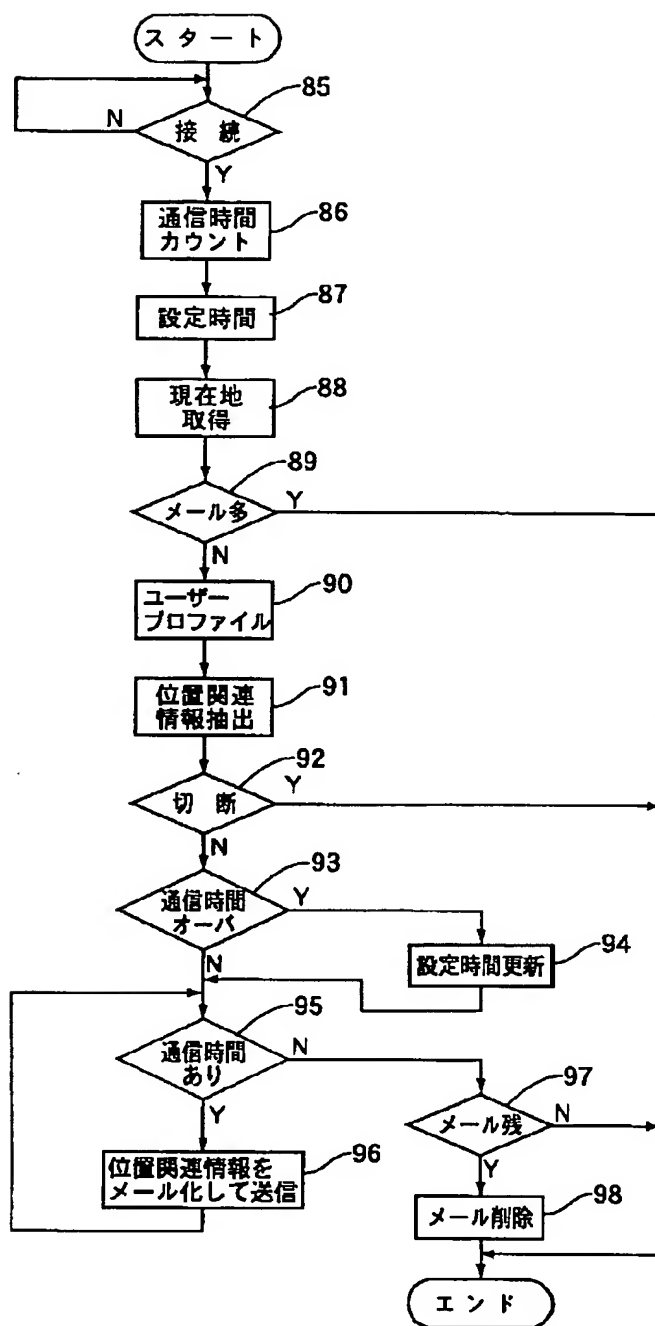 スタート
85
N
接続
Y
86
通信時間
カウント
87
設定時間
88
現在地
取得
89
メール多
Y
N
90
ユーザー
プロファイル
91
位置関連
情報抽出
92
切断
Y
N
93
通信時間
オーバ
Y
94
設定時間更新
N
95
通信時間
あり
N
97
メール残
N
Y
96
位置関連情報を
メール化して送信
Y
98
メール削除
エンド